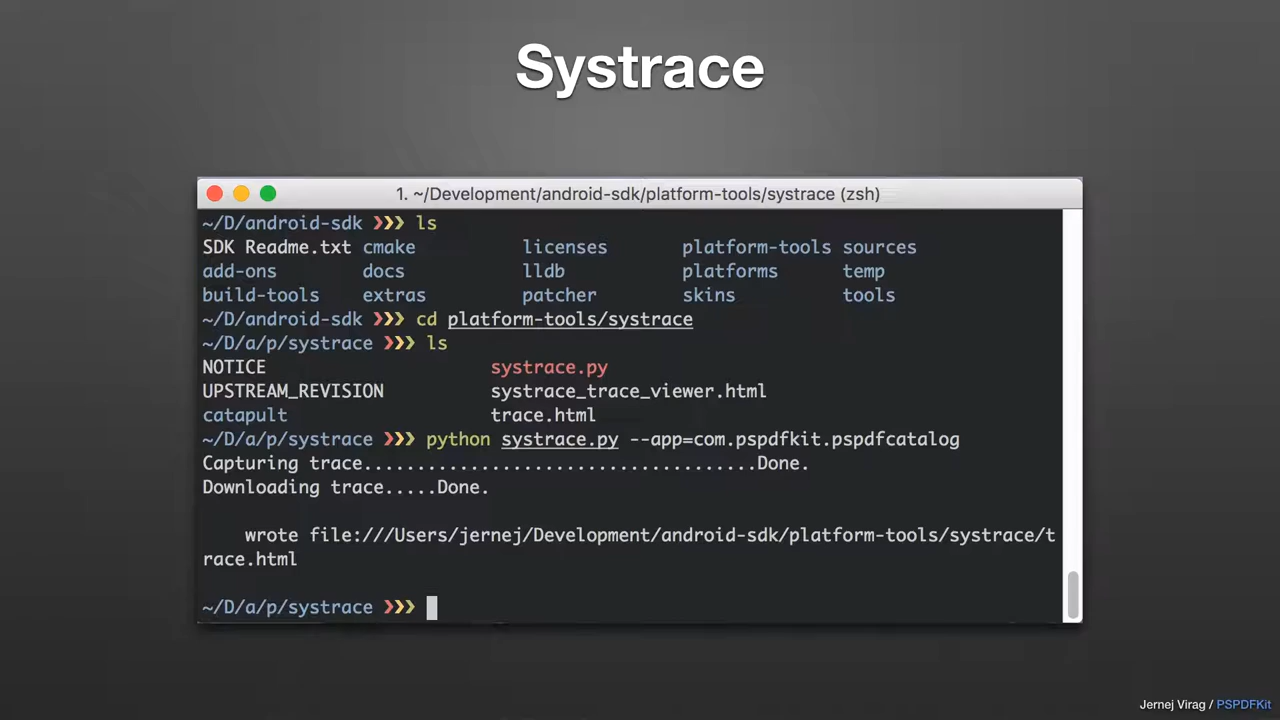 Systrace
1. ~/Development/android-sdk/platform-tools/systrace (zsh)
~/D/android-sdk ❯❯❯ ls
SDK Readme.txt cmake licenses platform-tools sources
add-ons docs lldb platforms temp
build-tools extras patcher skins tools
~/D/android-sdk ❯❯❯ cd platform-tools/systrace
~/D/a/p/systrace ❯❯❯ ls
NOTICE systrace.py
UPSTREAM_REVISION systrace_trace_viewer.html
catapult trace.html
~/D/a/p/systrace ❯❯❯ python systrace.py --app=com.pspdfkit.pspdfcatalog
Capturing trace.....................................Done.
Downloading trace.....Done.
wrote file:///Users/jernej/Development/android-sdk/platform-tools/systrace/t
race.html
~/D/a/p/systrace ❯❯❯
Jernej Virag / PSPDFKit